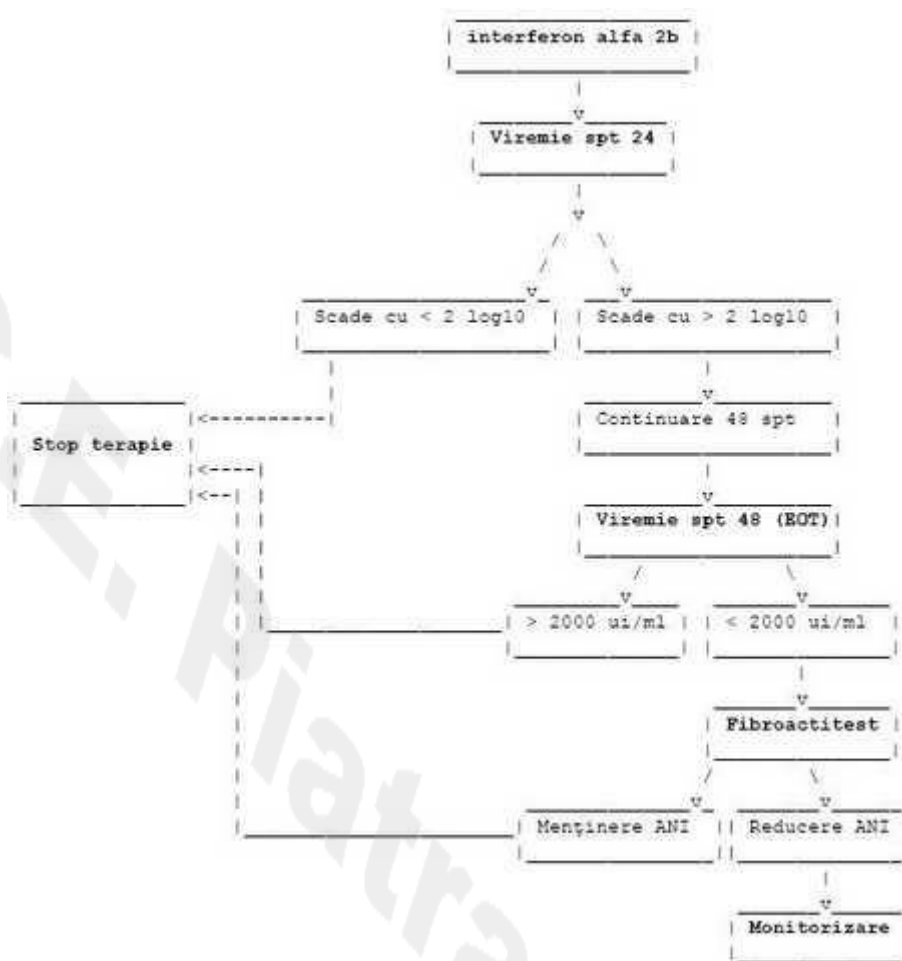 interferon alfa 2b
Viremie spt 24
Scade cu < 2 log10
Scade cu > 2 log10
Stop terapie
Continuare 48 spt
Viremie spt 48 (EOT)
> 2000 ui/ml
< 2000 ui/ml
Fibroactitest
Menţinere ANI
Reducere ANI
Monitorizare
E. Piatra